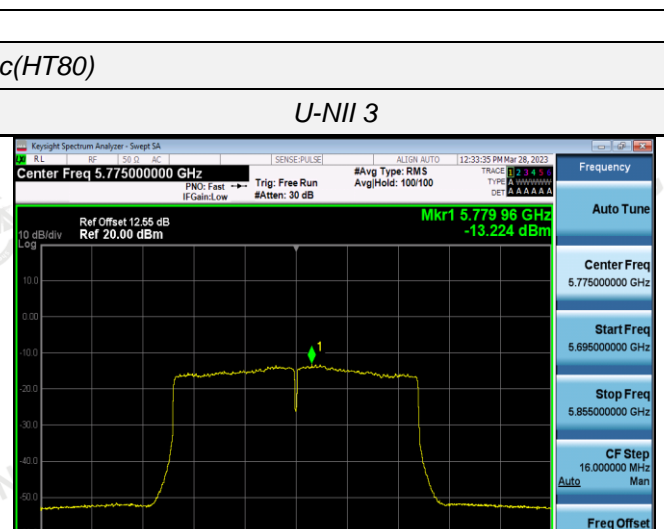 c(HT80)
U-NII 3
Keysight Spectrum Analyzer - Swept SA
RL RF 50 Ω AC SENSE:PULSE ALIGN AUTO 12:33:35 PM Mar 28, 2023
Center Freq 5.775000000 GHz
PNO: Fast
IFGain:Low
Trig: Free Run
#Atten: 30 dB
#Avg Type: RMS
Avg|Hold: 100/100
TRACE 1 2 3 4 5 6
TYPE A WWWWW
DET A A A A A A
Frequency
Auto Tune
Center Freq
5.775000000 GHz
Start Freq
5.695000000 GHz
Stop Freq
5.855000000 GHz
CF Step
16.000000 MHz
Auto Man
Freq Offset
Ref Offset 12.55 dB
10 dB/div Ref 20.00 dBm
Log
Mkr1 5.779 96 GHz
-13.224 dBm
10.0
0.00
-10.0
-20.0
-30.0
-40.0
-50.0
1